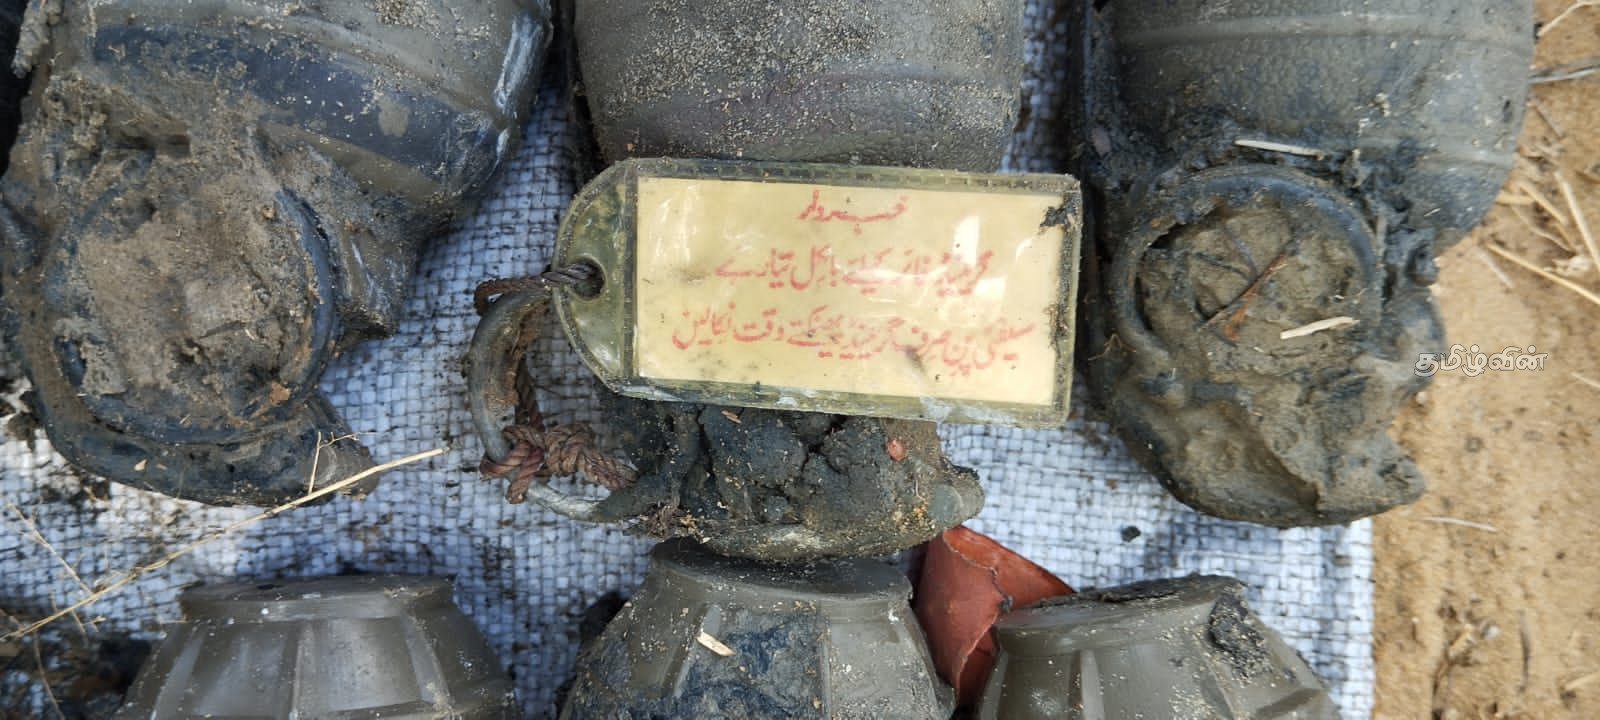 خبردار
گرینیڈ فائر کیلئے بالکل تیار ہے
سیفٹی پن صرف گرینیڈ پھینکتے وقت نکالیں
தமிழ்வின்